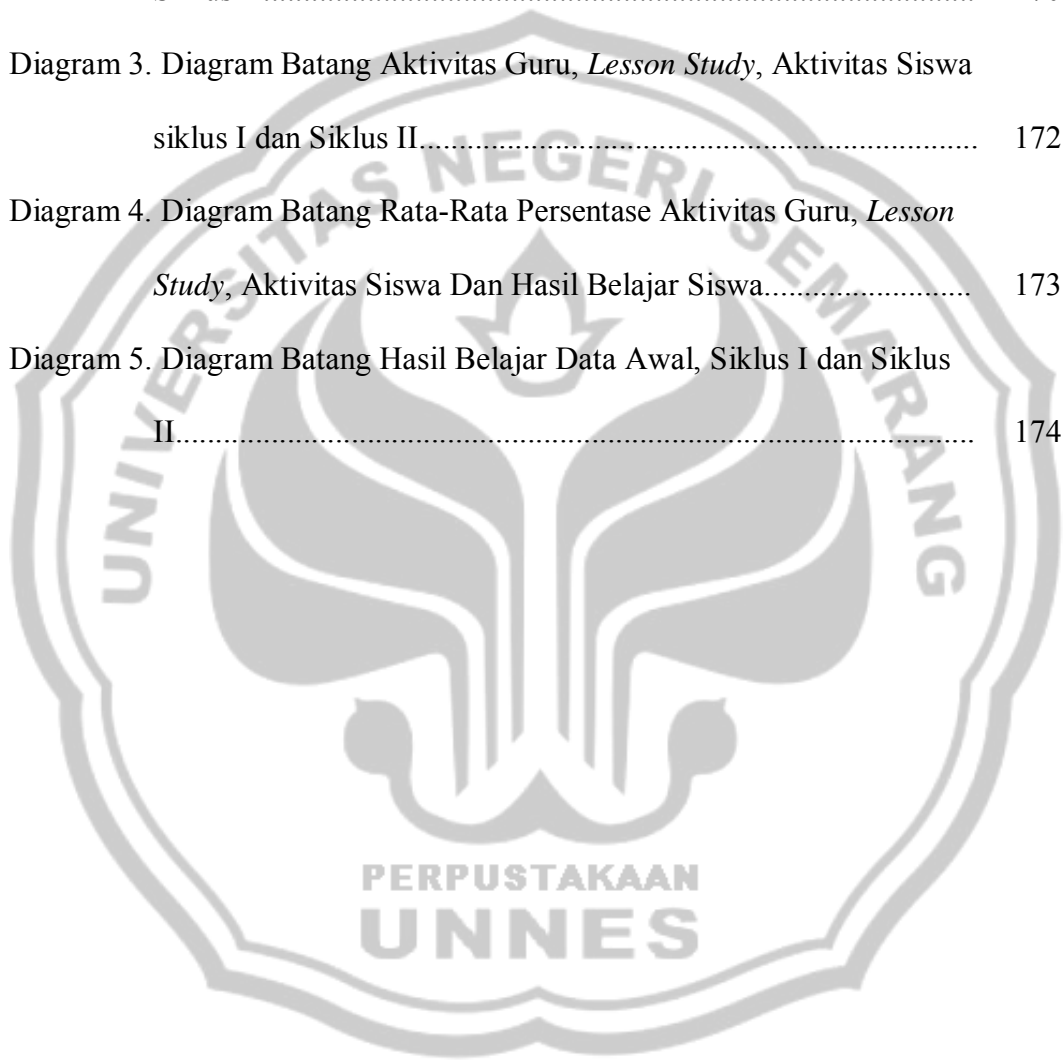 Diagram 3. Diagram Batang Aktivitas Guru, Lesson Study, Aktivitas Siswa
siklus I dan Siklus II...................................................................... 172
Diagram 4. Diagram Batang Rata-Rata Persentase Aktivitas Guru, Lesson
Study, Aktivitas Siswa Dan Hasil Belajar Siswa.......................... 173
Diagram 5. Diagram Batang Hasil Belajar Data Awal, Siklus I dan Siklus
II.................................................................................................... 174
UNIVERSITAS NEGERI SEMARANG
PERPUSTAKAAN
UNNES